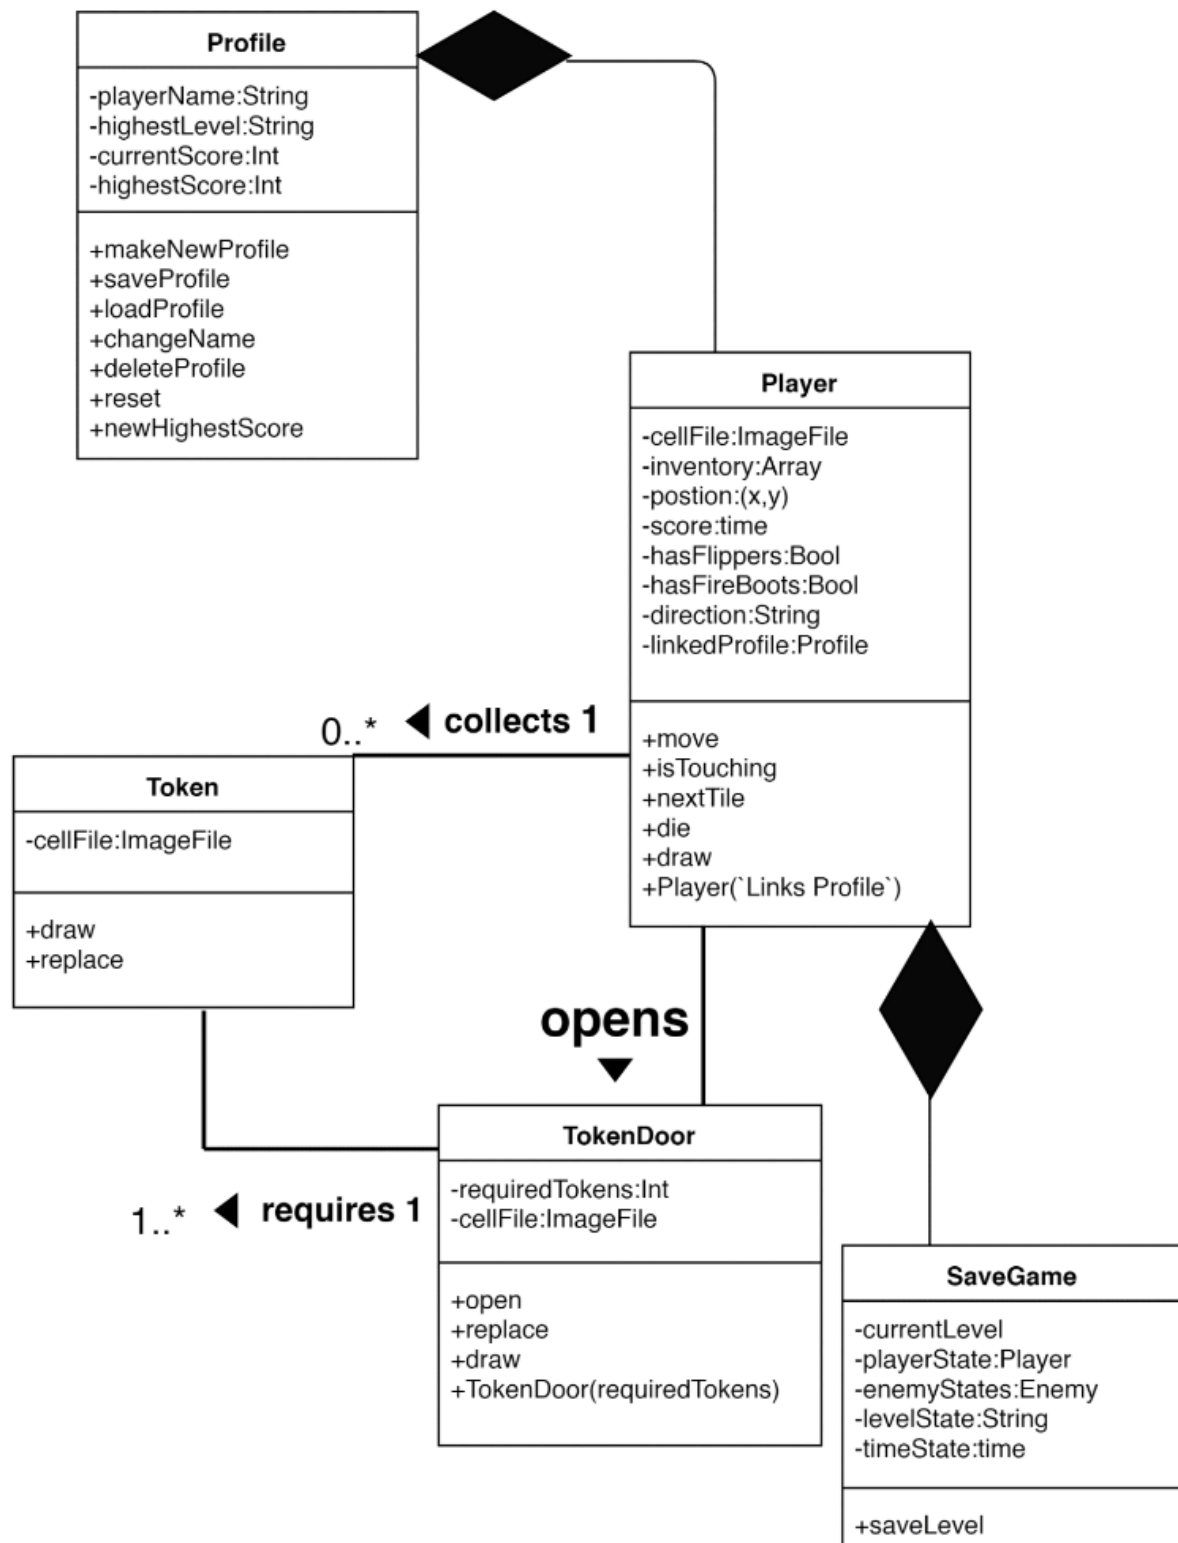 Profile
-playerName:String
-highestLevel:String
-currentScore:Int
-highestScore:Int
+makeNewProfile
+saveProfile
+loadProfile
+changeName
+deleteProfile
+reset
+newHighestScore
Player
-cellFile:ImageFile
-inventory:Array
-postion:(x,y)
-score:time
-hasFlippers:Bool
-hasFireBoots:Bool
-direction:String
-linkedProfile:Profile
+move
+isTouching
+nextTile
+die
+draw
+Player(`Links Profile`)
0..* collects 1
Token
-cellFile:ImageFile
+draw
+replace
opens
1..* requires 1
TokenDoor
-requiredTokens:Int
-cellFile:ImageFile
+open
+replace
+draw
+TokenDoor(requiredTokens)
SaveGame
-currentLevel
-playerState:Player
-enemyStates:Enemy
-levelState:String
-timeState:time
+saveLevel